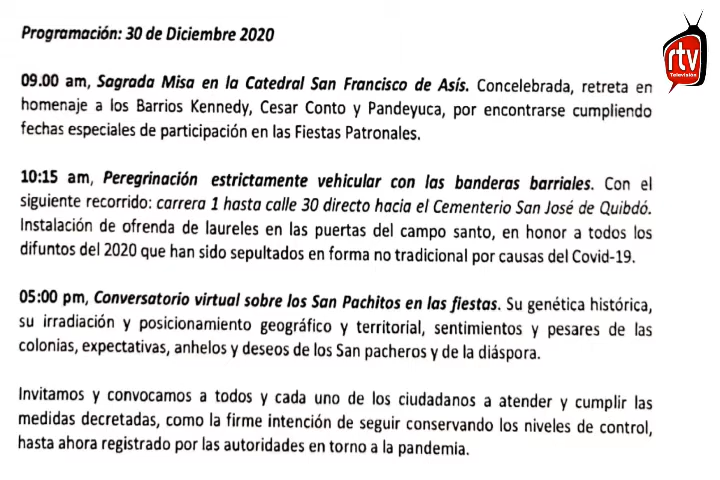 Programación: 30 de Diciembre 2020
rtv
Televisión
09.00 am, Sagrada Misa en la Catedral San Francisco de Asís. Concelebrada, retreta en
homenaje a los Barrios Kennedy, Cesar Conto y Pandeyuca, por encontrarse cumpliendo
fechas especiales de participación en las Fiestas Patronales.
10:15 am, Peregrinación estrictamente vehicular con las banderas barriales. Con el
siguiente recorrido: carrera 1 hasta calle 30 directo hacia el Cementerio San José de Quibdó.
Instalación de ofrenda de laureles en las puertas del campo santo, en honor a todos los
difuntos del 2020 que han sido sepultados en forma no tradicional por causas del Covid-19.
05:00 pm, Conversatorio virtual sobre los San Pachitos en las fiestas. Su genética histórica,
su irradiación y posicionamiento geográfico y territorial, sentimientos y pesares de las
colonias, expectativas, anhelos y deseos de los San pacheros y de la diáspora.
Invitamos y convocamos a todos y cada uno de los ciudadanos a atender y cumplir las
medidas decretadas, como la firme intención de seguir conservando los niveles de control,
hasta ahora registrado por las autoridades en torno a la pandemia.